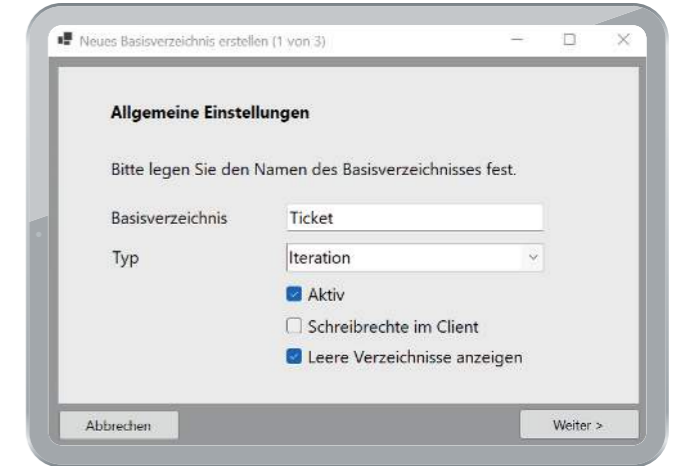 Neues Basisverzeichnis erstellen (1 von 3)
Allgemeine Einstellungen
Bitte legen Sie den Namen des Basisverzeichnisses fest.
Basisverzeichnis Ticket
Typ Iteration
Aktiv
Schreibrechte im Client
Leere Verzeichnisse anzeigen
Abbrechen Weiter >